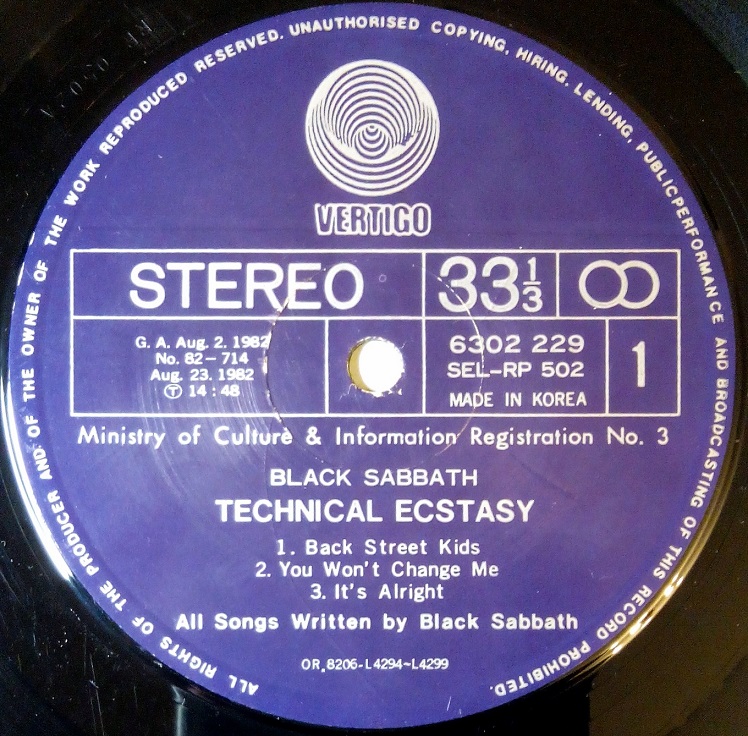 ALL RIGHTS OF THE PRODUCER AND OF THE OWNER OF THE WORK REPRODUCED RESERVED. UNAUTHORISED COPYING, HIRING, LENDING, PUBLICPERFORMANCE AND BROADCASTING OF THIS RECORD PROHIBITED.
VERTIGO
STEREO
33 1/3
G. A. Aug. 2. 1982
No. 82-714
Aug. 23. 1982
Ⓣ 14:48
6302 229
SEL-RP 502
MADE IN KOREA
1
Ministry of Culture & Information Registration No. 3
BLACK SABBATH
TECHNICAL ECSTASY
1. Back Street Kids
2. You Won't Change Me
3. It's Alright
All Songs Written by Black Sabbath
OR. 8206-L4294~L4299